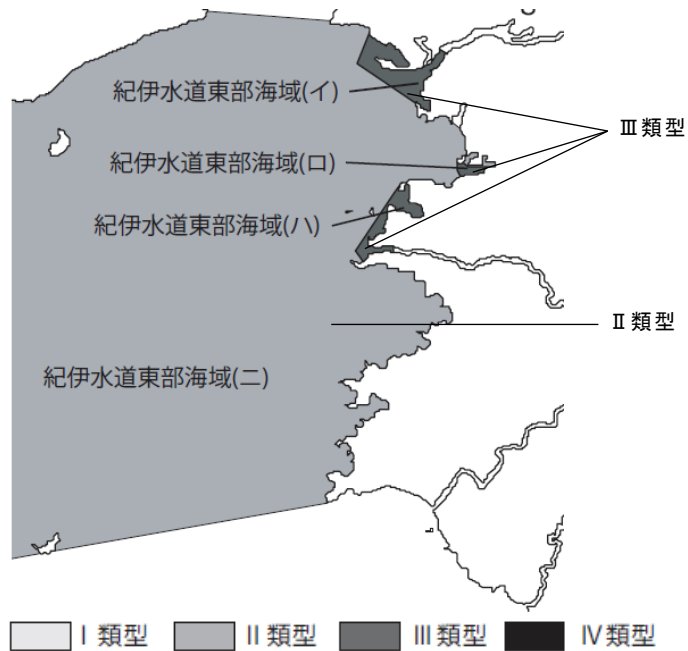 紀伊水道東部海域(イ)
Ⅲ類型
紀伊水道東部海域(ロ)
紀伊水道東部海域(ハ)
Ⅱ類型
紀伊水道東部海域(ニ)
Ⅰ類型 Ⅱ類型 Ⅲ類型 Ⅳ類型